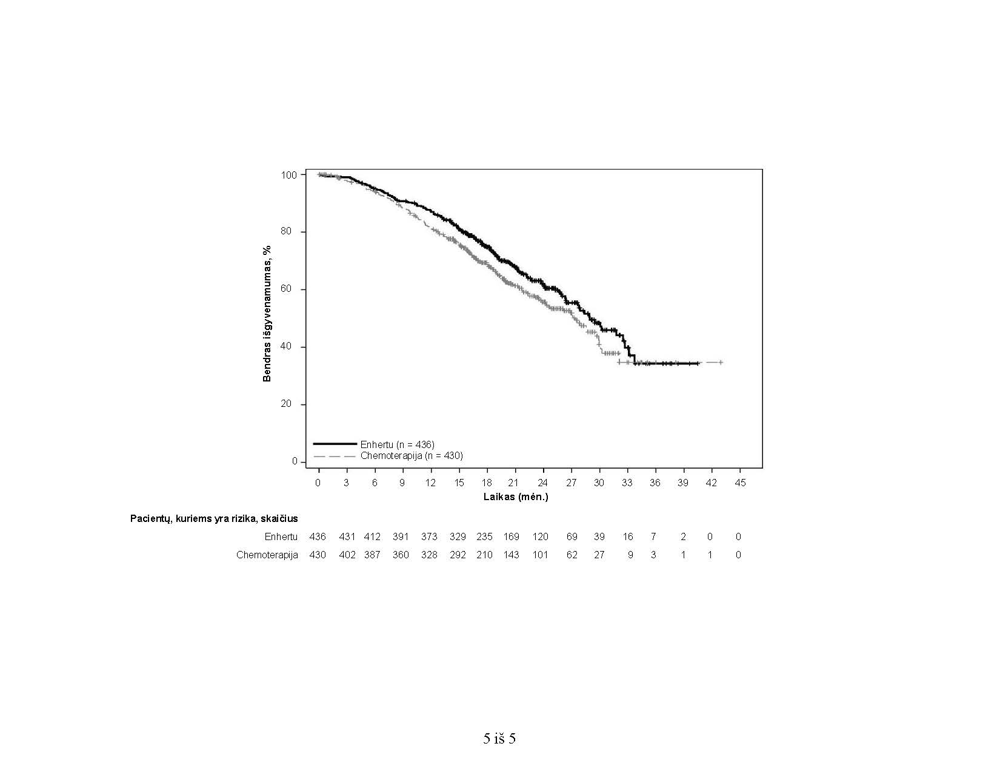 100
80
60
40
20
0
Bendras išgyvenamumas, %
Enhertu (n = 436)
Chemoterapija (n = 430)
0 3 6 9 12 15 18 21 24 27 30 33 36 39 42 45
Laikas (mėn.)
Pacientų, kuriems yra rizika, skaičius
Enhertu 436 431 412 391 373 329 235 169 120 69 39 16 7 2 0 0
Chemoterapija 430 402 387 360 328 292 210 143 101 62 27 9 3 1 1 0
5 iš 5